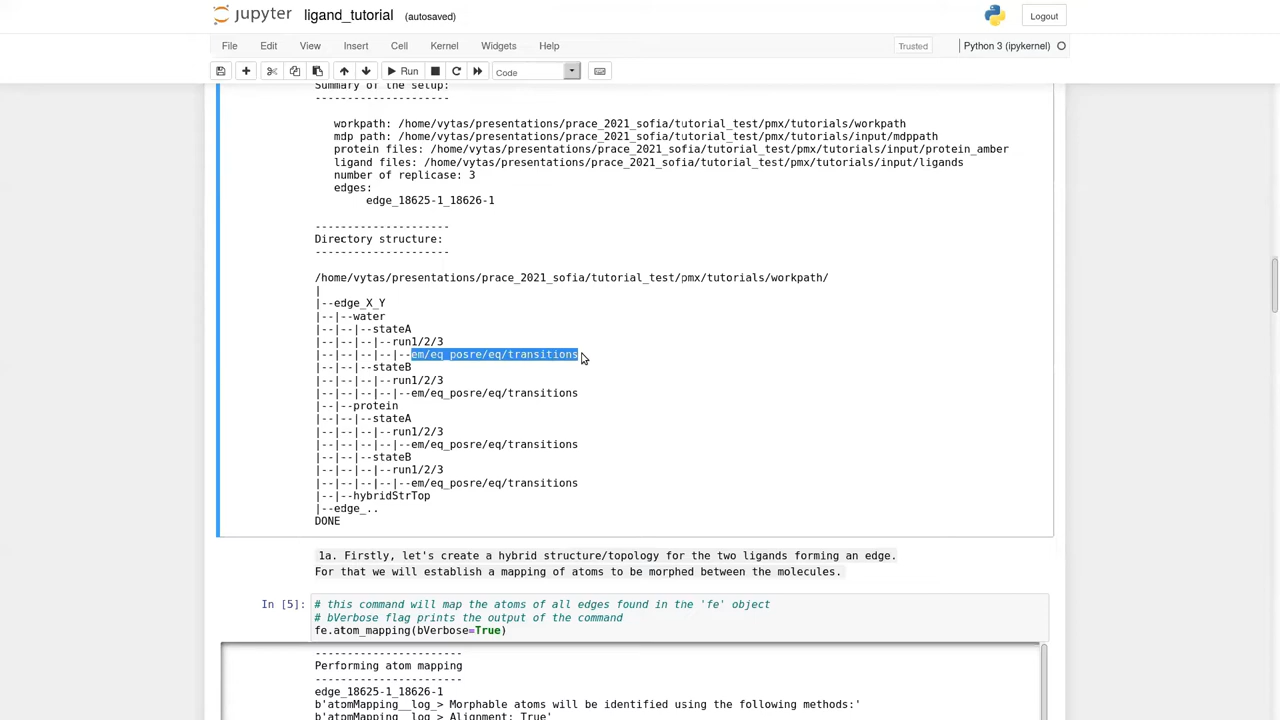 jupyter ligand_tutorial (autosaved)
Logout
File Edit View Insert Cell Kernel Widgets Help
Trusted
Python 3 (ipykernel)
Run
Code
Summary of the setup:
---------------------
workpath: /home/vytas/presentations/prace_2021_sofia/tutorial_test/pmx/tutorials/workpath
mdp path: /home/vytas/presentations/prace_2021_sofia/tutorial_test/pmx/tutorials/input/mdppath
protein files: /home/vytas/presentations/prace_2021_sofia/tutorial_test/pmx/tutorials/input/protein_amber
ligand files: /home/vytas/presentations/prace_2021_sofia/tutorial_test/pmx/tutorials/input/ligands
number of replicase: 3
edges:
edge_18625-1_18626-1
---------------------
Directory structure:
---------------------
/home/vytas/presentations/prace_2021_sofia/tutorial_test/pmx/tutorials/workpath/
|
|--edge_X_Y
|--|--water
|--|--|--stateA
|--|--|--|--run1/2/3
|--|--|--|--|--em/eq_posre/eq/transitions
|--|--|--stateB
|--|--|--|--run1/2/3
|--|--|--|--|--em/eq_posre/eq/transitions
|--|--protein
|--|--|--stateA
|--|--|--|--run1/2/3
|--|--|--|--|--em/eq_posre/eq/transitions
|--|--|--stateB
|--|--|--|--run1/2/3
|--|--|--|--|--em/eq_posre/eq/transitions
|--|--hybridStrTop
|--edge_..
DONE
1a. Firstly, let's create a hybrid structure/topology for the two ligands forming an edge.
For that we will establish a mapping of atoms to be morphed between the molecules.
In [5]: # this command will map the atoms of all edges found in the 'fe' object
# bVerbose flag prints the output of the command
fe.atom_mapping(bVerbose=True)
-----------------------
Performing atom mapping
-----------------------
edge_18625-1_18626-1
b'atomMapping__log_> Morphable atoms will be identified using the following methods:'
b'atomMapping__log_> Alignment: True'